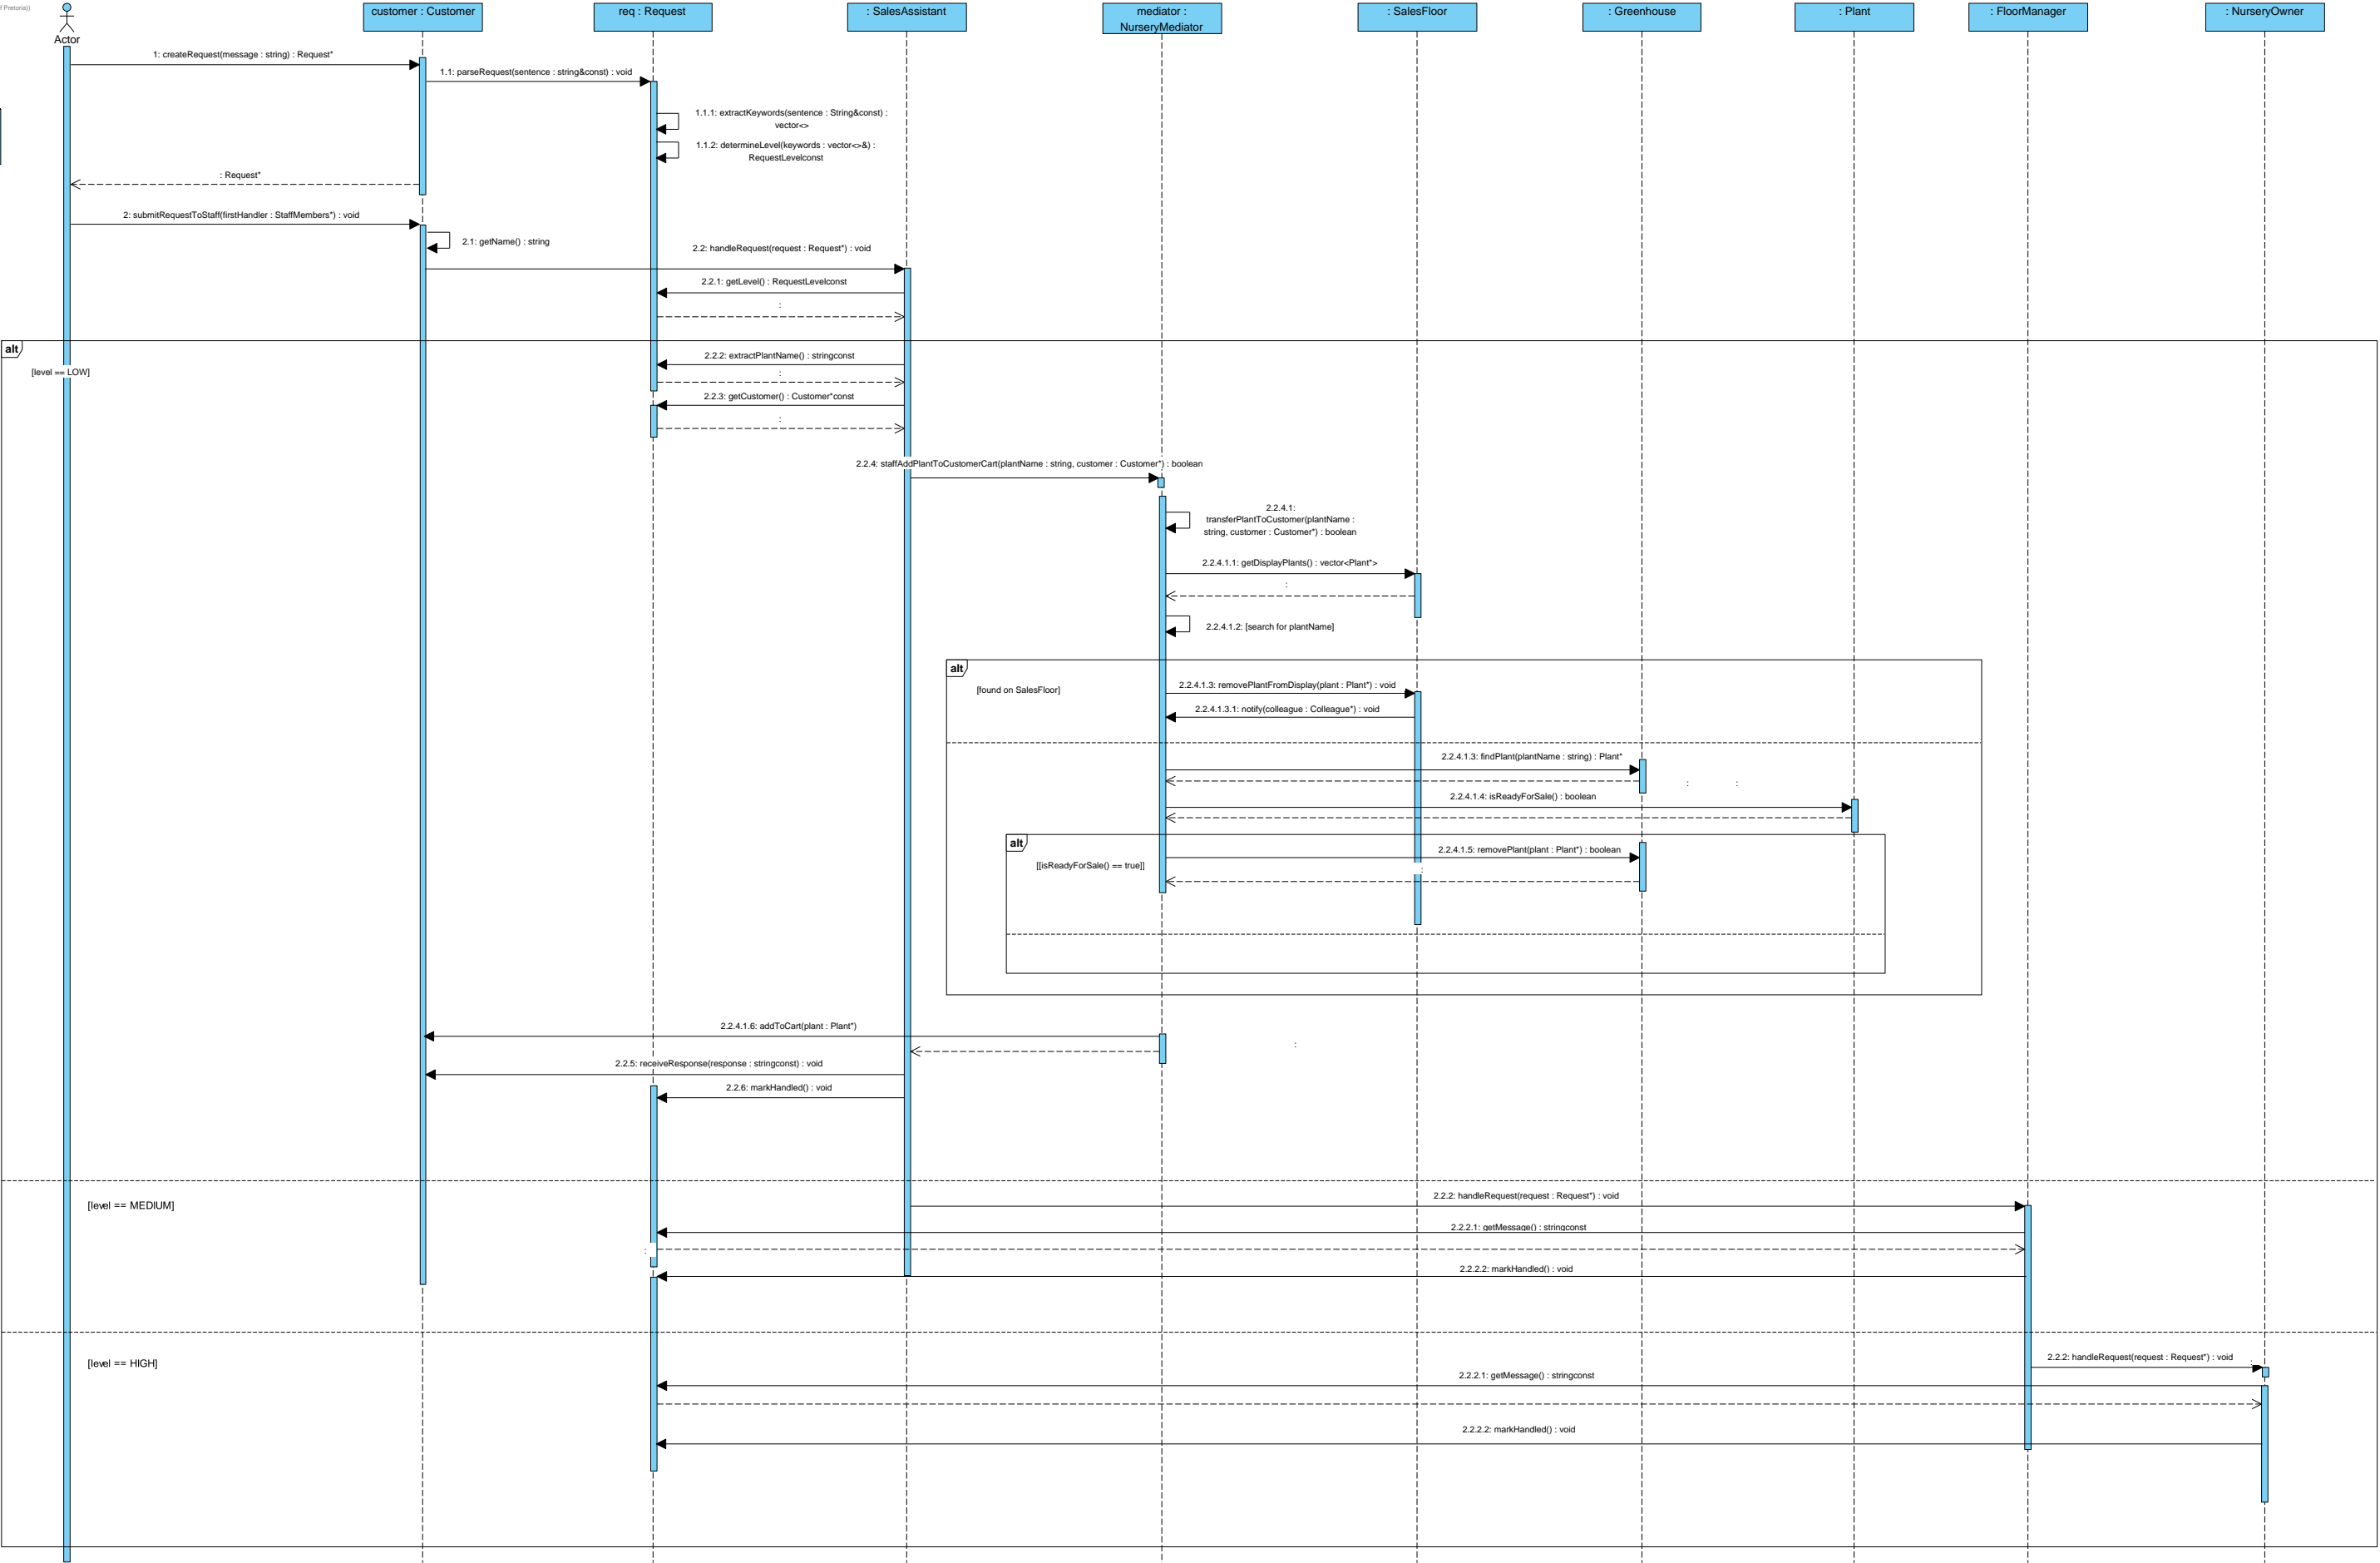 f Pretoria))
Actor
customer : Customer
req : Request
: SalesAssistant
mediator :
NurseryMediator
: SalesFloor
: Greenhouse
: Plant
: FloorManager
: NurseryOwner
1: createRequest(message : string) : Request*
1.1: parseRequest(sentence : string&const) : void
1.1.1: extractKeywords(sentence : String&const) :
vector<>
1.1.2: determineLevel(keywords : vector<>&) :
RequestLevelconst
: Request*
2: submitRequestToStaff(firstHandler : StaffMembers*) : void
2.1: getName() : string
2.2: handleRequest(request : Request*) : void
2.2.1: getLevel() : RequestLevelconst
:
alt
[level == LOW]
2.2.2: extractPlantName() : stringconst
:
2.2.3: getCustomer() : Customer*const
:
2.2.4: staffAddPlantToCustomerCart(plantName : string, customer : Customer*) : boolean
2.2.4.1:
transferPlantToCustomer(plantName :
string, customer : Customer*) : boolean
2.2.4.1.1: getDisplayPlants() : vector<Plant*>
:
2.2.4.1.2: [search for plantName]
alt
[found on SalesFloor]
2.2.4.1.3: removePlantFromDisplay(plant : Plant*) : void
2.2.4.1.3.1: notify(colleague : Colleague*) : void
2.2.4.1.3: findPlant(plantName : string) : Plant*
: :
2.2.4.1.4: isReadyForSale() : boolean
alt
[[isReadyForSale() == true]]
2.2.4.1.5: removePlant(plant : Plant*) : boolean
:
2.2.4.1.6: addToCart(plant : Plant*)
:
2.2.5: receiveResponse(response : stringconst) : void
2.2.6: markHandled() : void
[level == MEDIUM]
2.2.2: handleRequest(request : Request*) : void
2.2.2.1: getMessage() : stringconst
:
2.2.2.2: markHandled() : void
[level == HIGH]
2.2.2: handleRequest(request : Request*) : void
:
2.2.2.1: getMessage() : stringconst
2.2.2.2: markHandled() : void